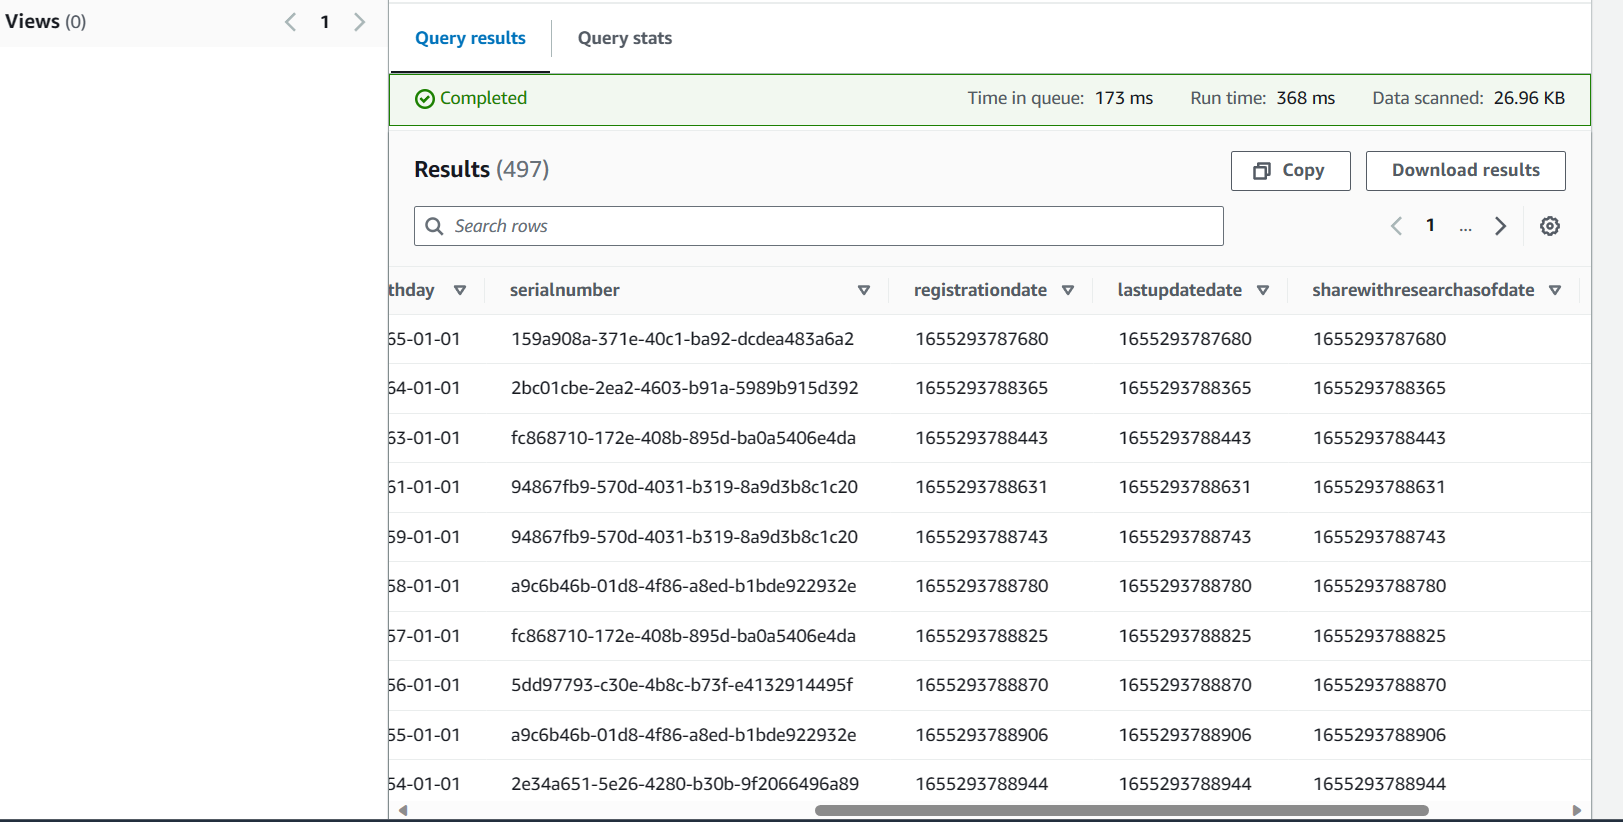 Views (0) 1
Query results Query stats
Completed Time in queue: 173 ms Run time: 368 ms Data scanned: 26.96 KB
Results (497) Copy Download results
Search rows 1 ...
thday serialnumber registrationdate lastupdatedate sharewithresearchasofdate
65-01-01 159a908a-371e-40c1-ba92-dcdea483a6a2 1655293787680 1655293787680 1655293787680
64-01-01 2bc01cbe-2ea2-4603-b91a-5989b915d392 1655293788365 1655293788365 1655293788365
63-01-01 fc868710-172e-408b-895d-ba0a5406e4da 1655293788443 1655293788443 1655293788443
61-01-01 94867fb9-570d-4031-b319-8a9d3b8c1c20 1655293788631 1655293788631 1655293788631
59-01-01 94867fb9-570d-4031-b319-8a9d3b8c1c20 1655293788743 1655293788743 1655293788743
58-01-01 a9c6b46b-01d8-4f86-a8ed-b1bde922932e 1655293788780 1655293788780 1655293788780
57-01-01 fc868710-172e-408b-895d-ba0a5406e4da 1655293788825 1655293788825 1655293788825
56-01-01 5dd97793-c30e-4b8c-b73f-e4132914495f 1655293788870 1655293788870 1655293788870
55-01-01 a9c6b46b-01d8-4f86-a8ed-b1bde922932e 1655293788906 1655293788906 1655293788906
54-01-01 2e34a651-5e26-4280-b30b-9f2066496a89 1655293788944 1655293788944 1655293788944